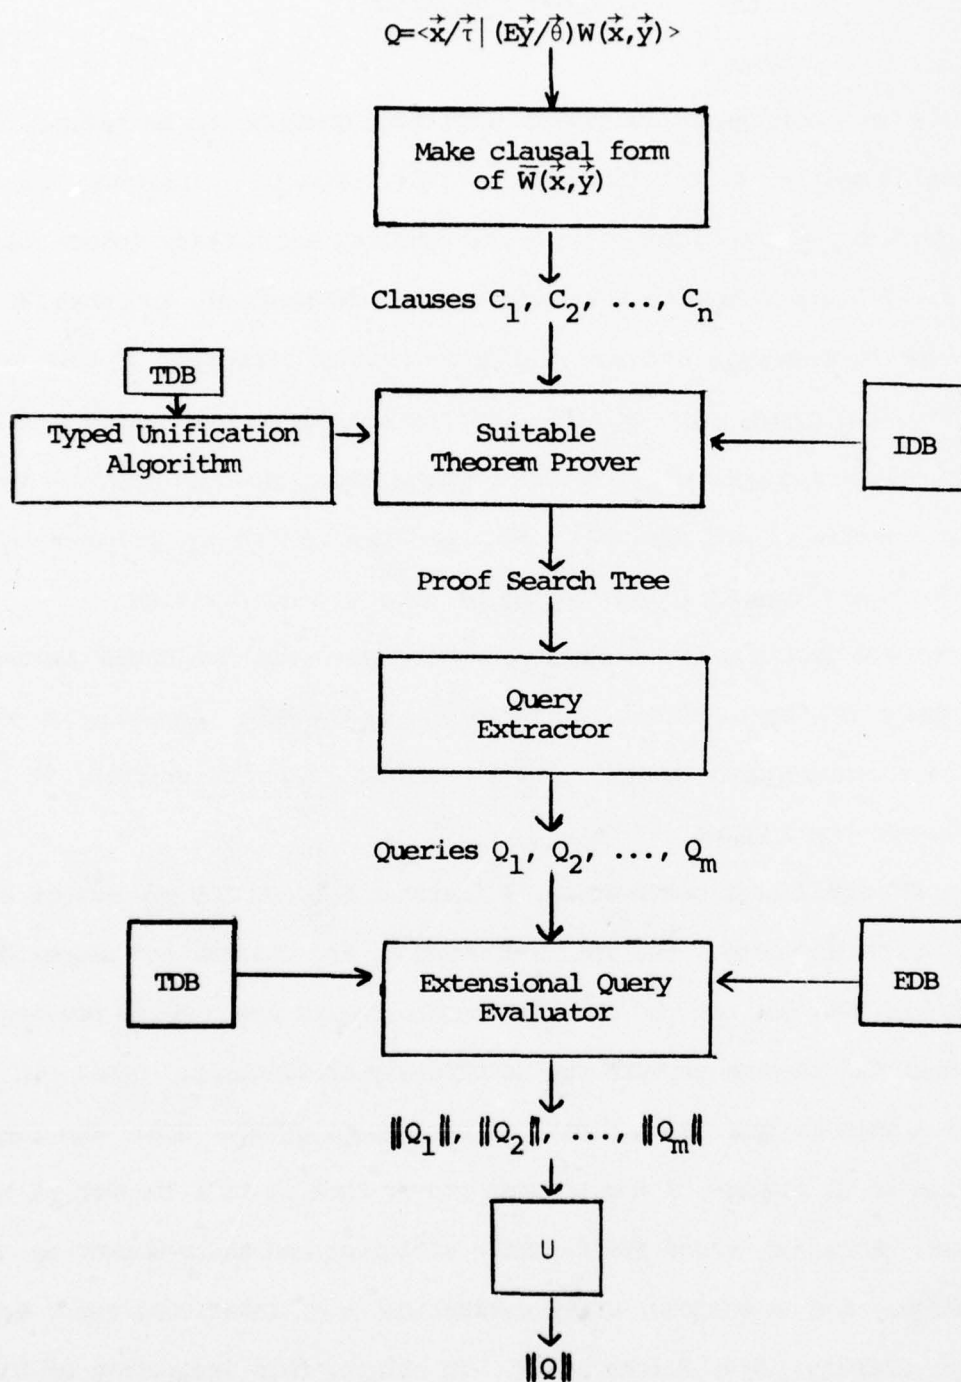 Q=<x⃗/τ⃗|(Ey⃗/θ⃗)W(x⃗,y⃗)>
Make clausal form
of W̅(x⃗,y⃗)
Clauses C₁, C₂, ..., Cₙ
TDB
Typed Unification
Algorithm
Suitable
Theorem Prover
IDB
Proof Search Tree
Query
Extractor
Queries Q₁, Q₂, ..., Qₘ
TDB
Extensional Query
Evaluator
EDB
‖Q₁‖, ‖Q₂‖, ..., ‖Qₘ‖
U
‖Q‖